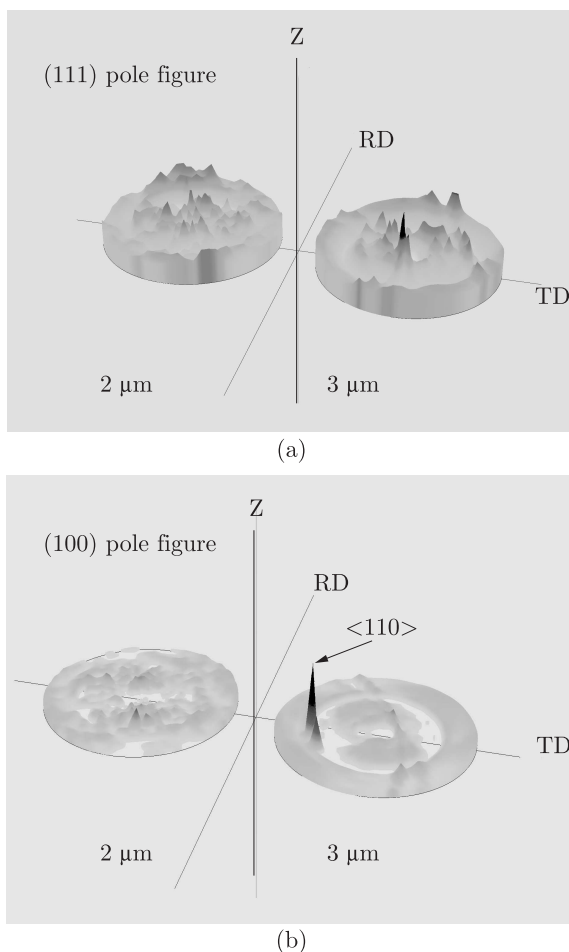 Z
(111) pole figure
RD
TD
2 µm
3 µm
(a)
Z
(100) pole figure
RD
<110>
TD
2 µm
3 µm
(b)